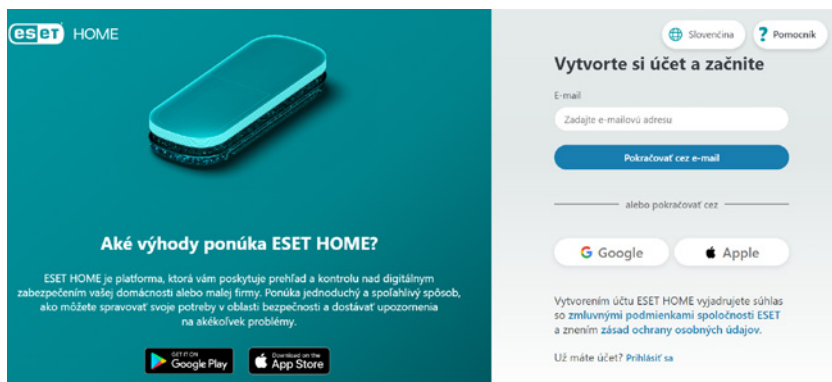 eset HOME
Aké výhody ponúka ESET HOME?
ESET HOME je platforma, ktorá vám poskytuje prehľad a kontrolu nad digitálnym
zabezpečením vašej domácnosti alebo malej firmy. Ponúka jednoduchý a spoľahlivý spôsob,
ako môžete spravovať svoje potreby v oblasti bezpečnosti a dostávať upozornenia
na akékoľvek problémy.
GET IT ON
Google Play
Download on the
App Store
Slovenčina
? Pomocník
Vytvorte si účet a začnite
E-mail
Zadajte e-mailovú adresu
Pokračovať cez e-mail
alebo pokračovať cez
Google
Apple
Vytvorením účtu ESET HOME vyjadrujete súhlas
so zmluvnými podmienkami spoločnosti ESET
a znením zásad ochrany osobných údajov.
Už máte účet? Prihlásiť sa